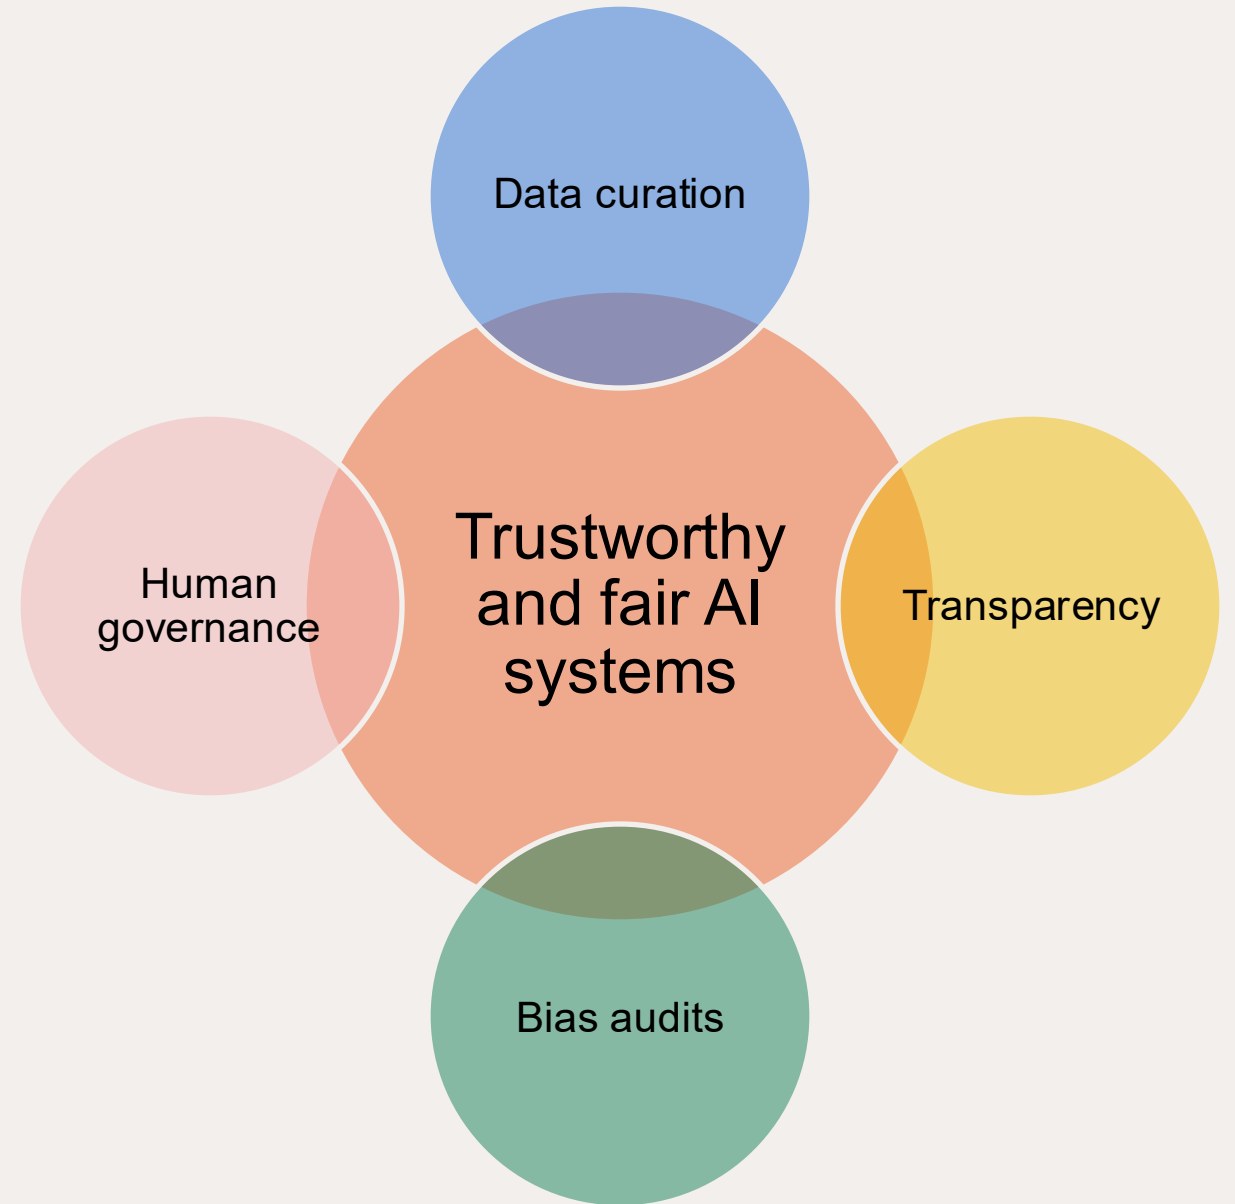 Data curation
Human
governance
Trustworthy
and fair AI
systems
Transparency
Bias audits